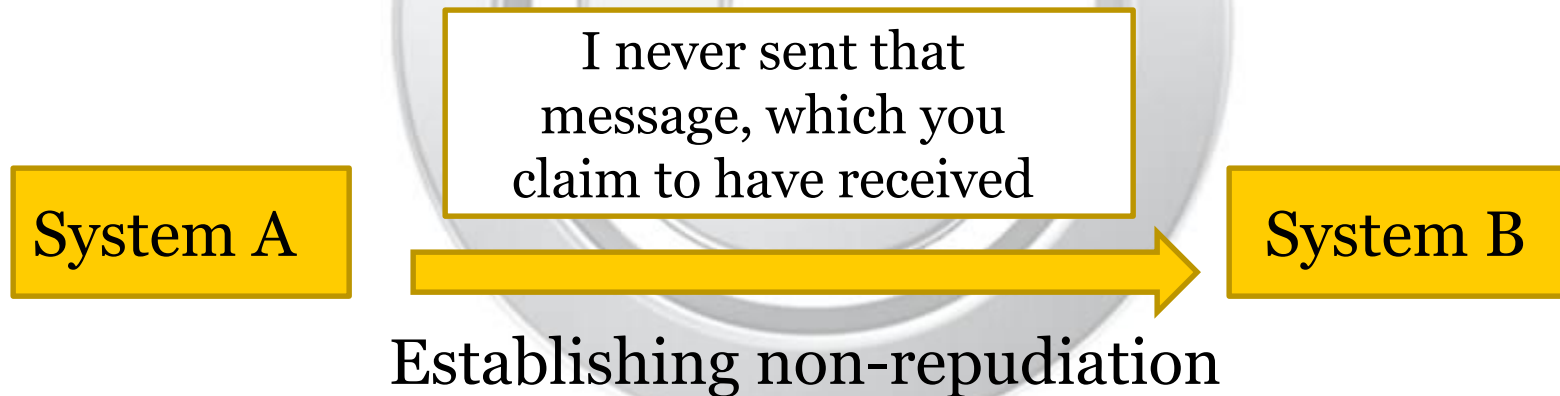 I never sent that
message, which you
claim to have received
System A
System B
Establishing non-repudiation